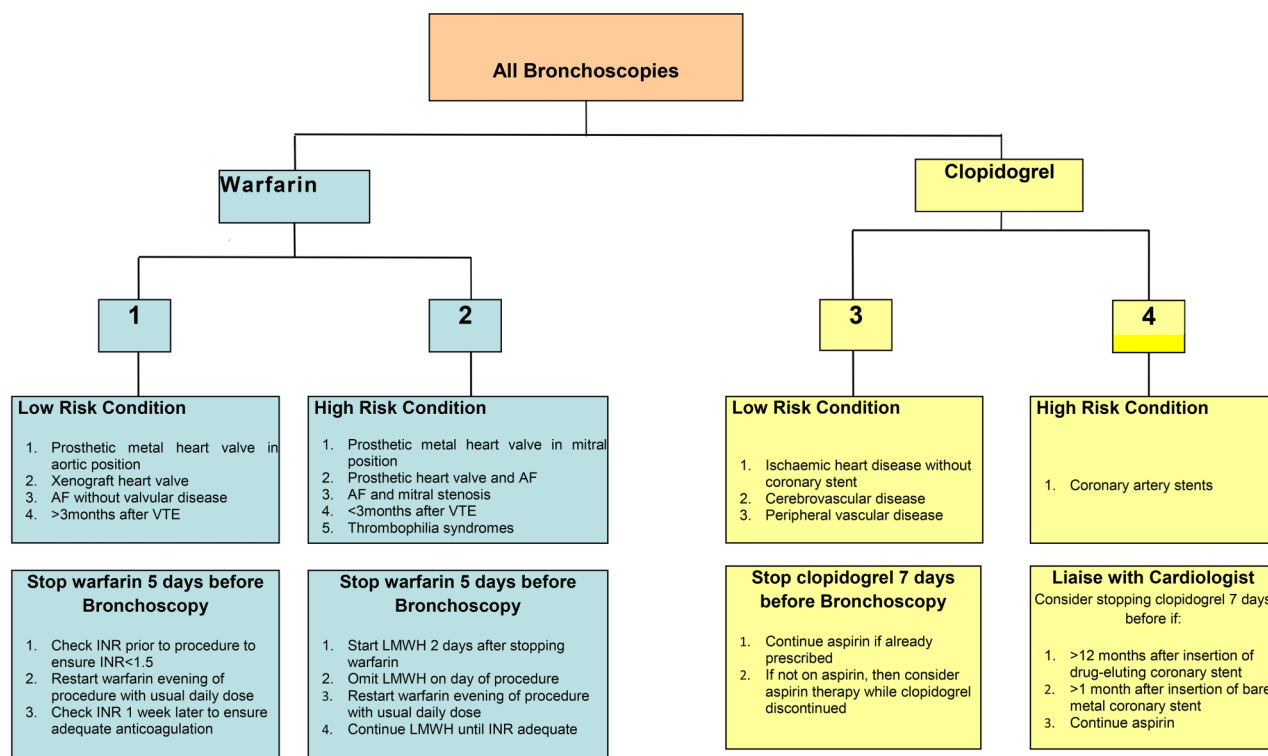 All Bronchoscopies
Warfarin
Clopidogrel
1
2
3
4
Low Risk Condition
1. Prosthetic metal heart valve in
aortic position
2. Xenograft heart valve
3. AF without valvular disease
4. >3months after VTE
High Risk Condition
1. Prosthetic metal heart valve in mitral
position
2. Prosthetic heart valve and AF
3. AF and mitral stenosis
4. <3months after VTE
5. Thrombophilia syndromes
Low Risk Condition
1. Ischaemic heart disease without
coronary stent
2. Cerebrovascular disease
3. Peripheral vascular disease
High Risk Condition
1. Coronary artery stents
Stop warfarin 5 days before
Bronchoscopy
1. Check INR prior to procedure to
ensure INR<1.5
2. Restart warfarin evening of
procedure with usual daily dose
3. Check INR 1 week later to ensure
adequate anticoagulation
Stop warfarin 5 days before
Bronchoscopy
1. Start LMWH 2 days after stopping
warfarin
2. Omit LMWH on day of procedure
3. Restart warfarin evening of procedure
with usual daily dose
4. Continue LMWH until INR adequate
Stop clopidogrel 7 days
before Bronchoscopy
1. Continue aspirin if already
prescribed
2. If not on aspirin, then consider
aspirin therapy while clopidogrel
discontinued
Liaise with Cardiologist
Consider stopping clopidogrel 7 days
before if:
1. >12 months after insertion of
drug-eluting coronary stent
2. >1 month after insertion of bare
metal coronary stent
3. Continue aspirin